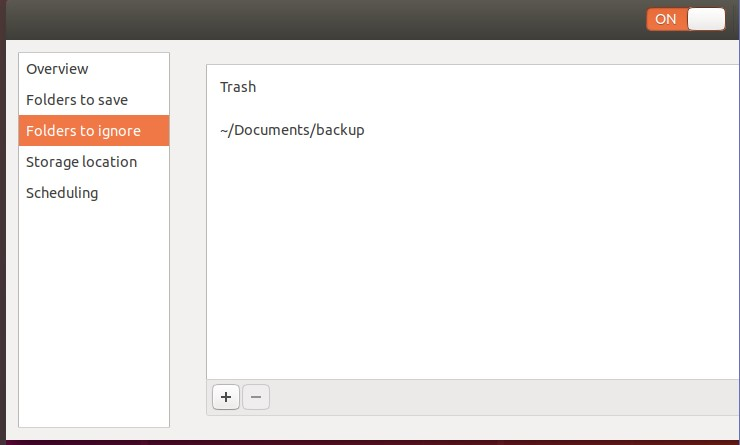 ON
Overview
Folders to save
Folders to ignore
Storage location
Scheduling
Trash
~/Documents/backup